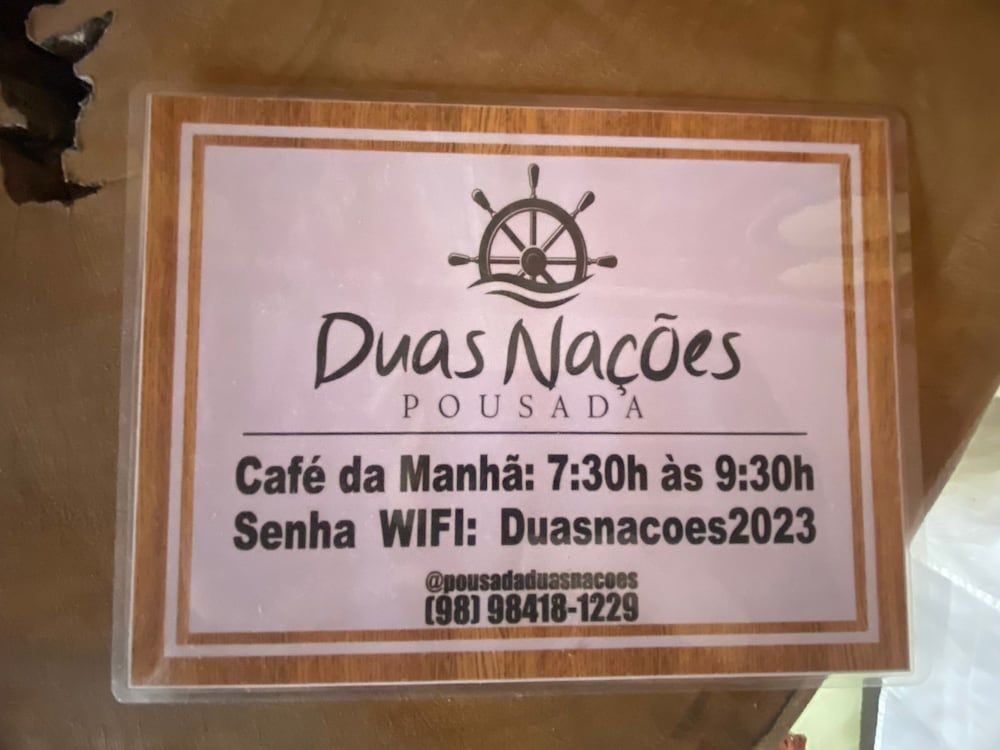 Duas Nações
POUSADA
Café da Manhã: 7:30h às 9:30h
Senha WIFI: Duasnacoes2023
@pousadaduasnacoes
(98) 98418-1229